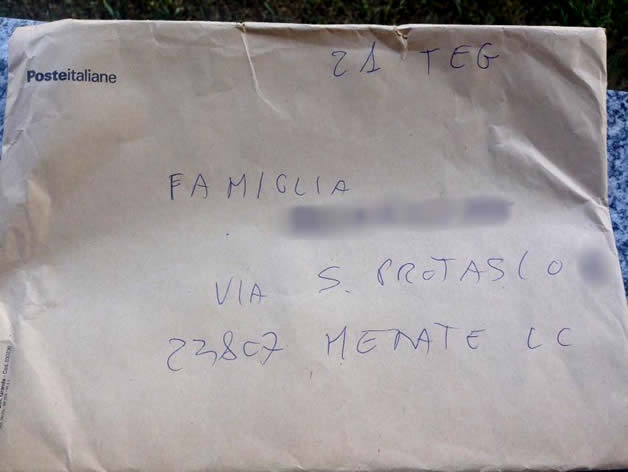 Posteitaliane
21 TEG
FAMIGLIA
VIA S. PROTASIO
23807 MERATE LC